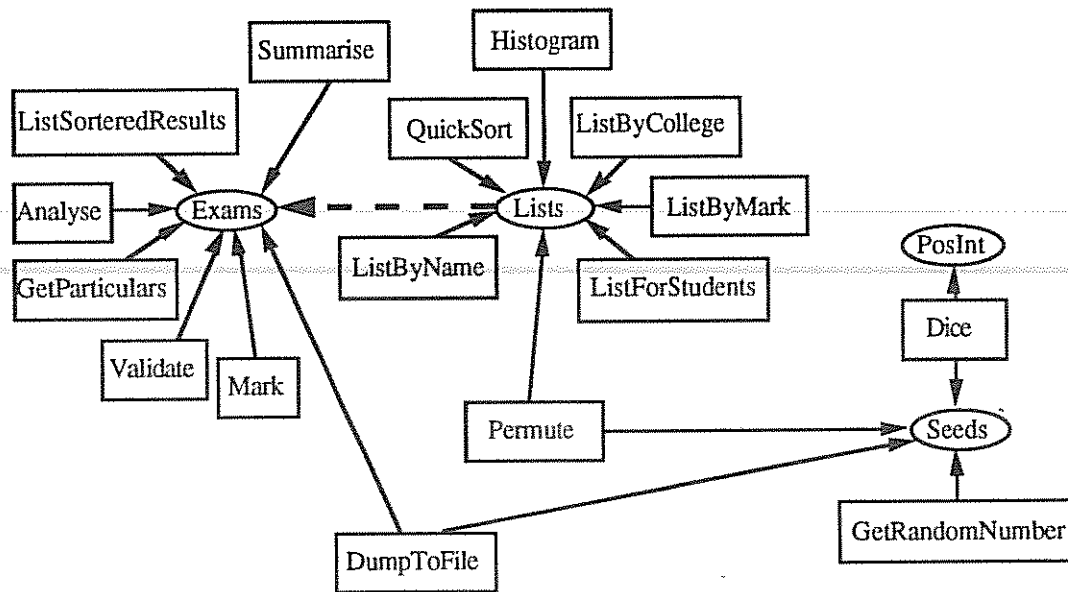 Summarise
Histogram
ListSorteredResults
QuickSort
ListByCollege
Analyse
Exams
Lists
ListByMark
PosInt
ListByName
GetParticulars
ListForStudents
Dice
Validate
Mark
Permute
Seeds
GetRandomNumber
DumpToFile